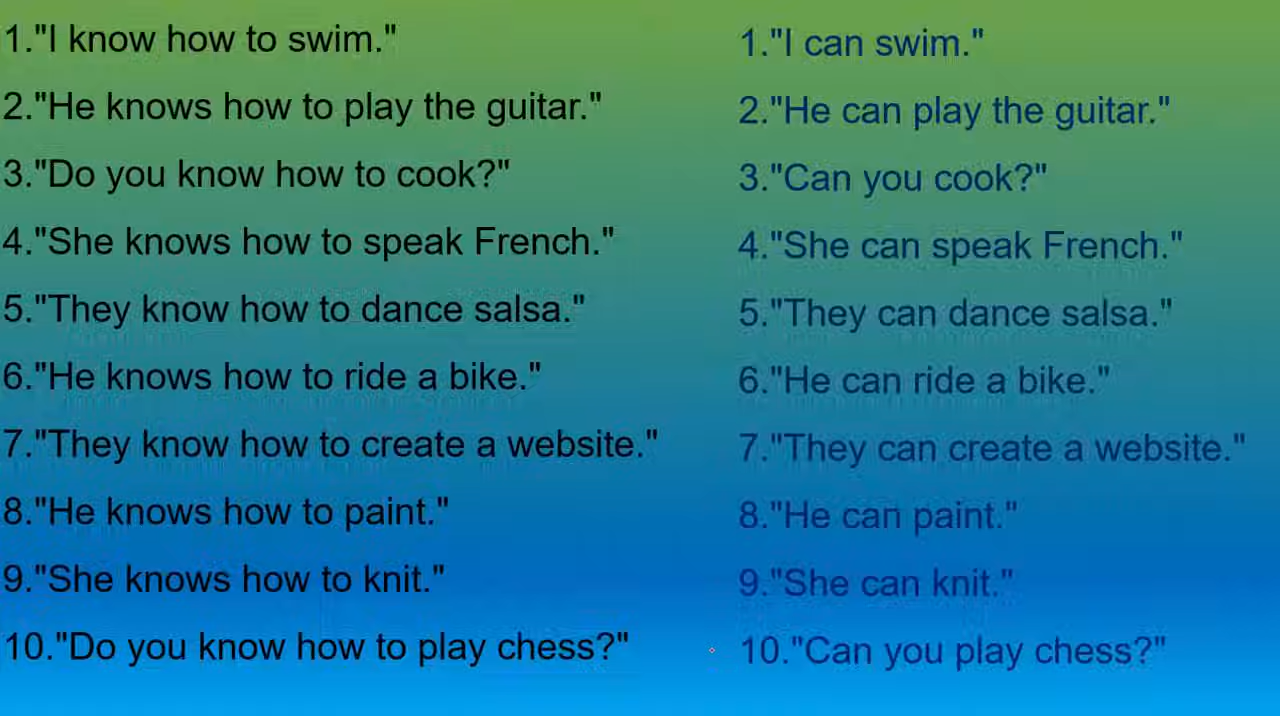 1."I know how to swim."
2."He knows how to play the guitar."
3."Do you know how to cook?"
4."She knows how to speak French."
5."They know how to dance salsa."
6."He knows how to ride a bike."
7."They know how to create a website."
8."He knows how to paint."
9."She knows how to knit."
10."Do you know how to play chess?"
1."I can swim."
2."He can play the guitar."
3."Can you cook?"
4."She can speak French."
5."They can dance salsa."
6."He can ride a bike."
7."They can create a website."
8."He can paint."
9."She can knit."
10."Can you play chess?"